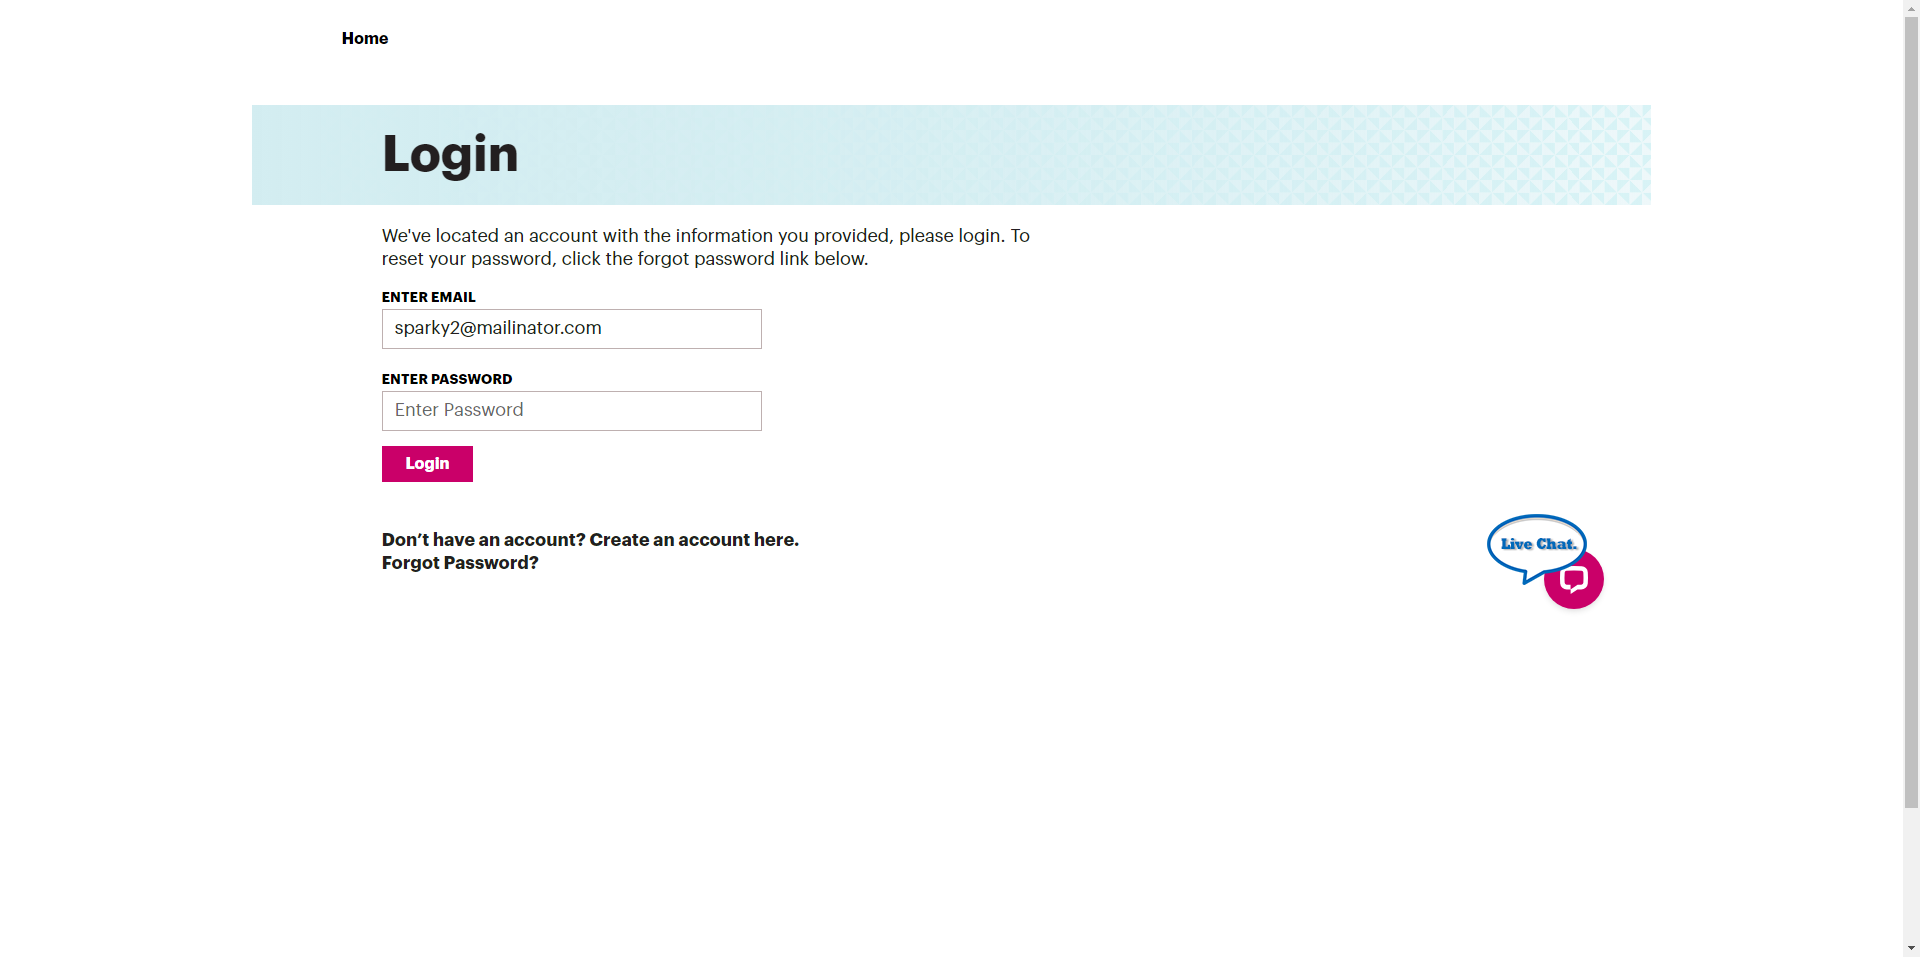 Home
Login
We've located an account with the information you provided, please login. To
reset your password, click the forgot password link below.
ENTER EMAIL
sparky2@mailinator.com
ENTER PASSWORD
Enter Password
Login
Don’t have an account? Create an account here.
Forgot Password?
Live Chat.